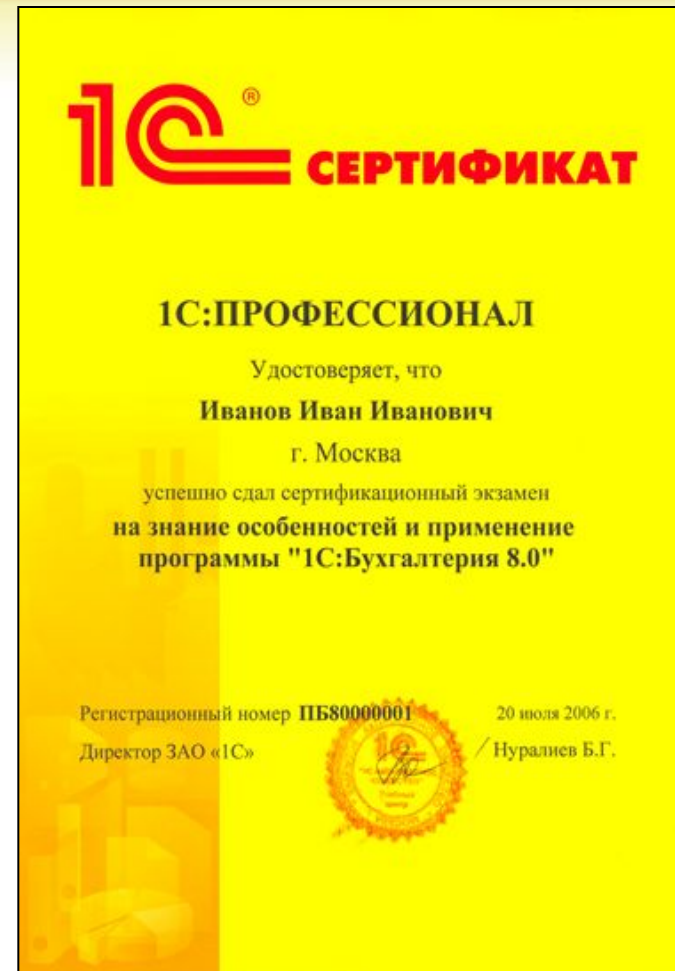 1С® СЕРТИФИКАТ
1С:ПРОФЕССИОНАЛ
Удостоверяет, что
Иванов Иван Иванович
г. Москва
успешно сдал сертификационный экзамен
на знание особенностей и применение
программы "1С:Бухгалтерия 8.0"
Регистрационный номер ПБ80000001 20 июля 2006 г.
Директор ЗАО «1С» / Нуралиев Б.Г.
1С